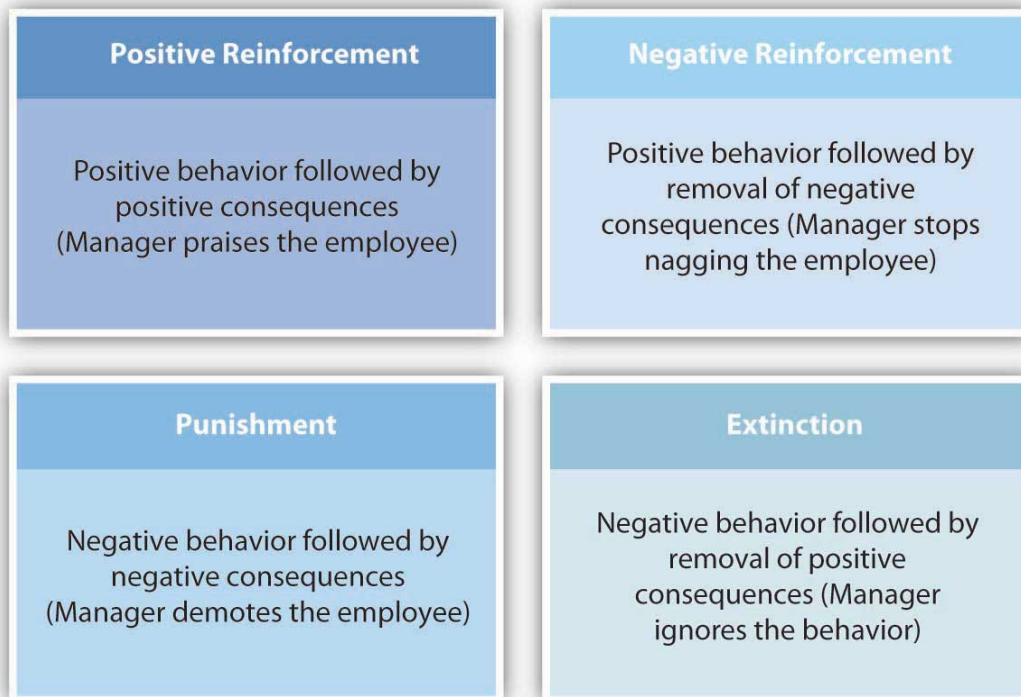 Positive Reinforcement
Positive behavior followed by
positive consequences
(Manager praises the employee)
Negative Reinforcement
Positive behavior followed by
removal of negative
consequences (Manager stops
nagging the employee)
Punishment
Negative behavior followed by
negative consequences
(Manager demotes the employee)
Extinction
Negative behavior followed by
removal of positive
consequences (Manager
ignores the behavior)